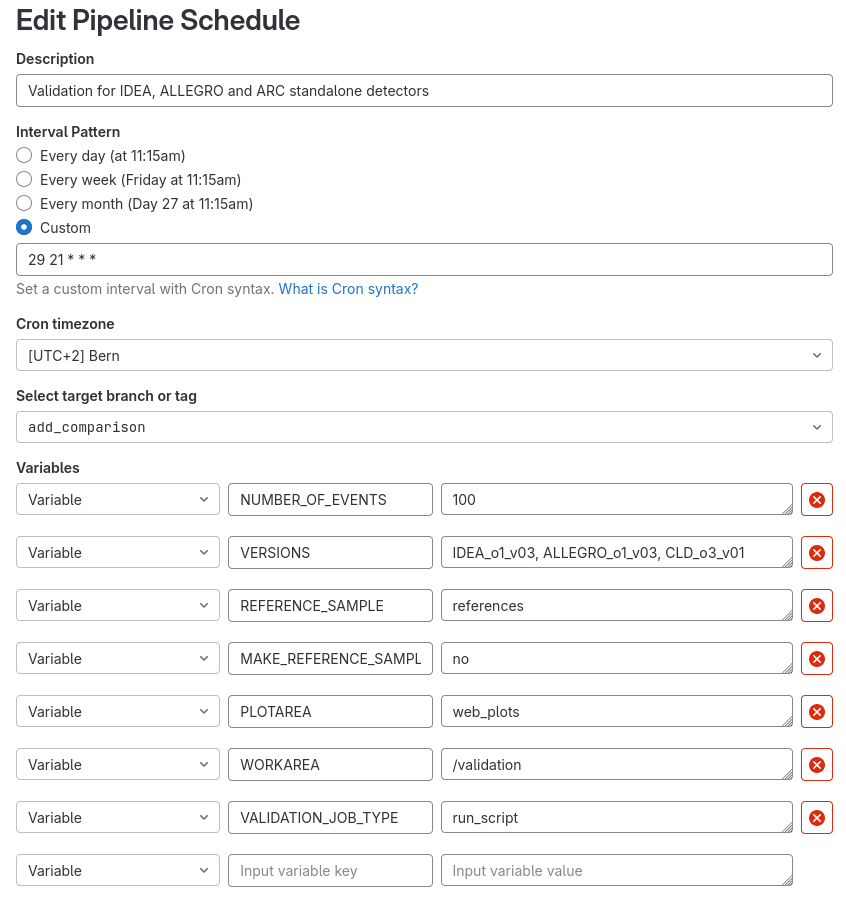 Edit Pipeline Schedule
Description
Validation for IDEA, ALLEGRO and ARC standalone detectors
Interval Pattern
Every day (at 11:15am)
Every week (Friday at 11:15am)
Every month (Day 27 at 11:15am)
Custom
29 21 * * *
Set a custom interval with Cron syntax. What is Cron syntax?
Cron timezone
[UTC+2] Bern
Select target branch or tag
add_comparison
Variables
Variable NUMBER_OF_EVENTS 100
Variable VERSIONS IDEA_o1_v03, ALLEGRO_o1_v03, CLD_o3_v01
Variable REFERENCE_SAMPLE references
Variable MAKE_REFERENCE_SAMPL no
Variable PLOTAREA web_plots
Variable WORKAREA /validation
Variable VALIDATION_JOB_TYPE run_script
Variable Input variable key Input variable value